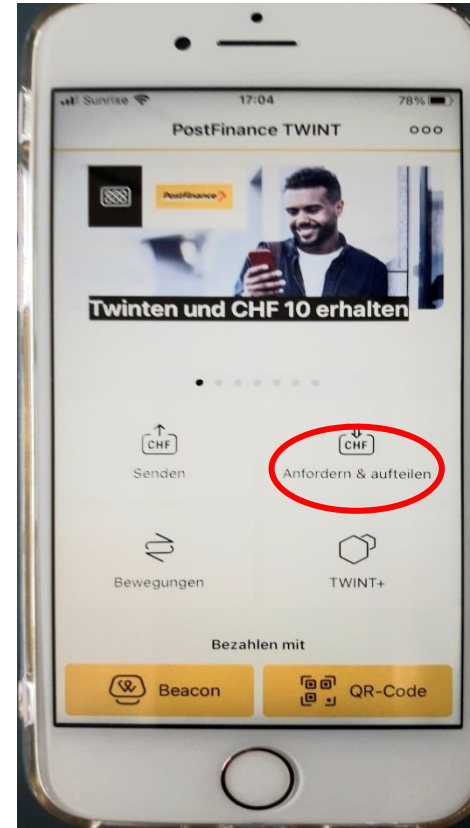 Sunrise 17:04 78%
PostFinance TWINT
PostFinance
Twinten und CHF 10 erhalten
CHF CHF
Senden Anfordern & aufteilen
Bewegungen TWINT+
Bezahlen mit
Beacon QR-Code